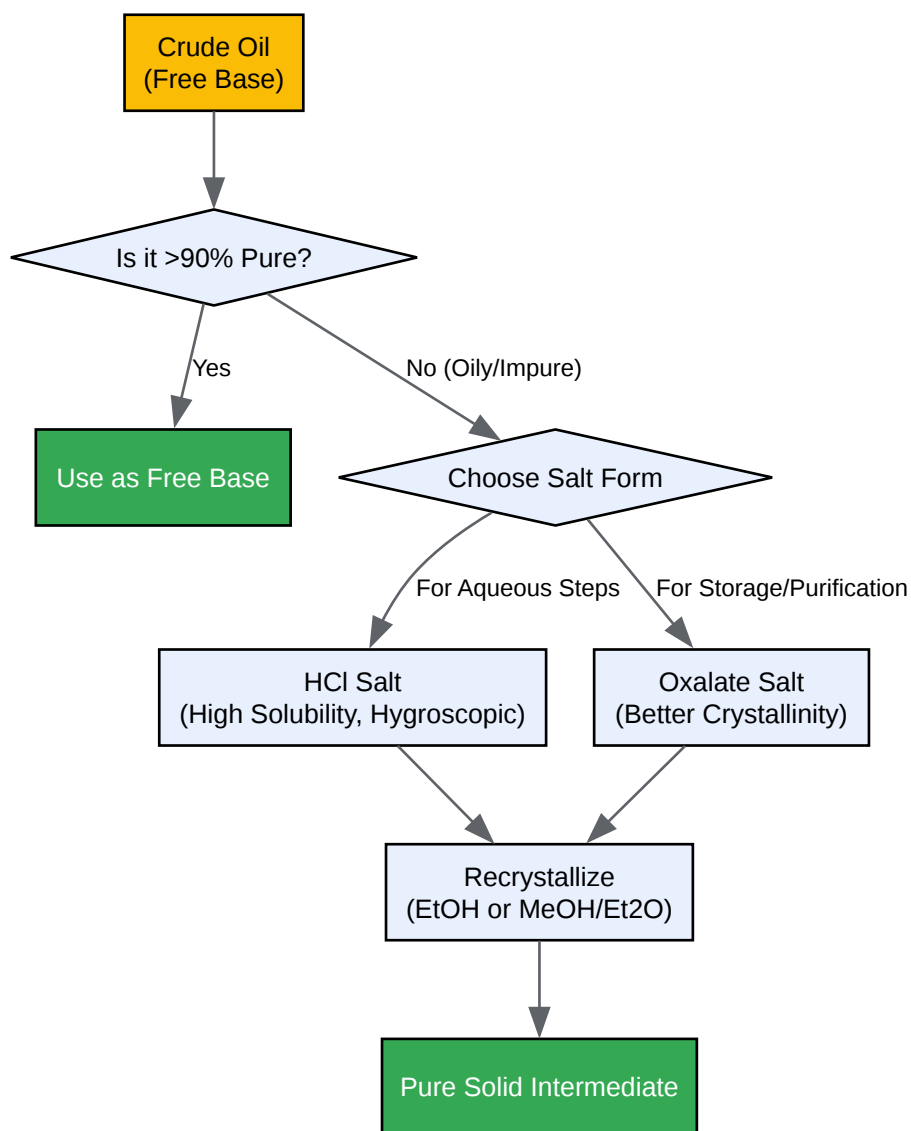 Crude Oil
(Free Base)
Is it >90% Pure?
Yes
No (Oily/Impure)
Use as Free Base
Choose Salt Form
For Aqueous Steps
For Storage/Purification
HCl Salt
(High Solubility, Hygroscopic)
Oxalate Salt
(Better Crystallinity)
Recrystallize
(EtOH or MeOH/Et2O)
Pure Solid Intermediate